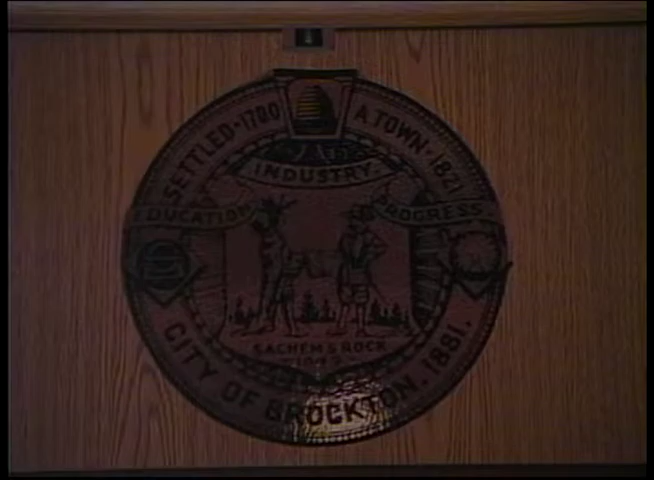 SETTLED·1700
A TOWN·1821
INDUSTRY.
EDUCATION
PROGRESS
SACHEM'S ROCK
CITY OF BROCKTON. 1881.